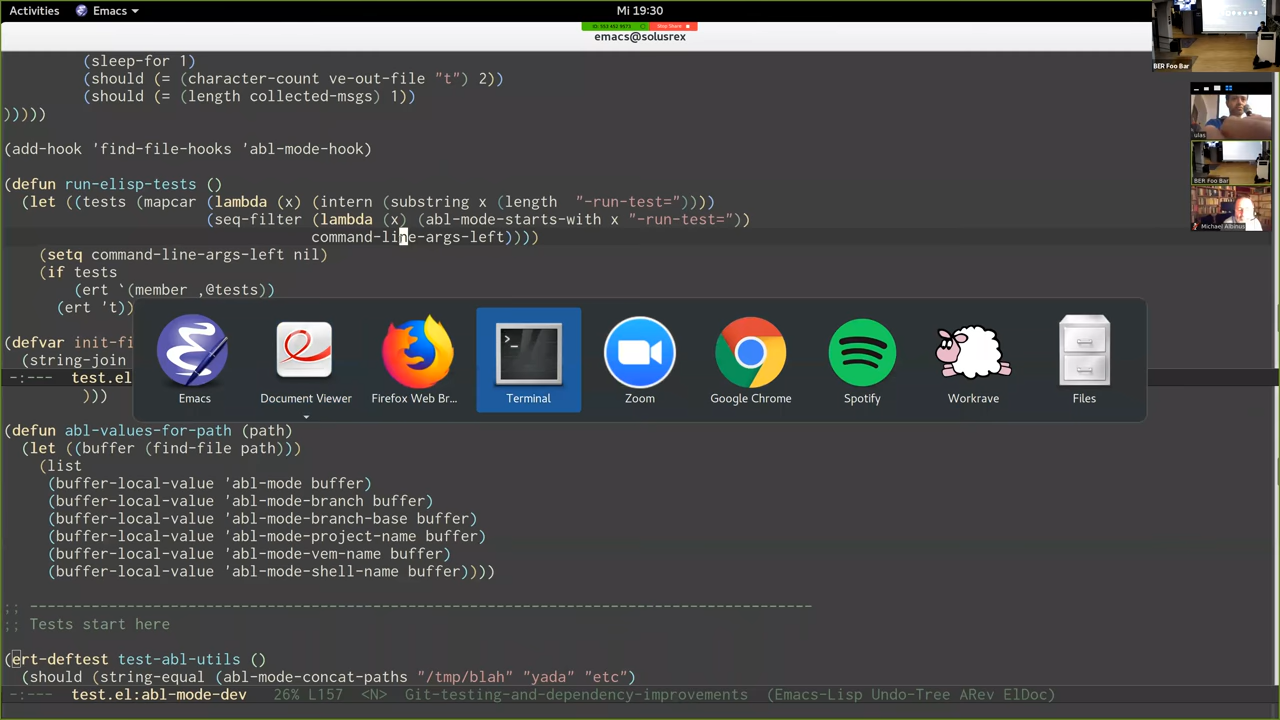 Activities Emacs Mi 19:30
ID: 553 492 9573 Stop Share
emacs@solusrex
BER Foo Bar
(sleep-for 1)
(should (= (character-count ve-out-file "t") 2))
(should (= (length collected-msgs) 1))
)))))
ulas
(add-hook 'find-file-hooks 'abl-mode-hook)
BER Foo Bar
(defun run-elisp-tests ()
(let ((tests (mapcar (lambda (x) (intern (substring x (length "-run-test="))))
(seq-filter (lambda (x) (abl-mode-starts-with x "-run-test="))
Michael Albinus
command-line-args-left))))
(setq command-line-args-left nil)
(if tests
(ert `(member ,@tests))
(ert 't))
(defvar init-fi
(string-join
-:--- test.el
Emacs Document Viewer Firefox Web Br... Terminal Zoom Google Chrome Spotify Workrave Files
)))
(defun abl-values-for-path (path)
(let ((buffer (find-file path)))
(list
(buffer-local-value 'abl-mode buffer)
(buffer-local-value 'abl-mode-branch buffer)
(buffer-local-value 'abl-mode-branch-base buffer)
(buffer-local-value 'abl-mode-project-name buffer)
(buffer-local-value 'abl-mode-vem-name buffer)
(buffer-local-value 'abl-mode-shell-name buffer))))
;; ----------------------------------------------------------------------------------------
;; Tests start here
(ert-deftest test-abl-utils ()
(should (string-equal (abl-mode-concat-paths "/tmp/blah" "yada" "etc")
-:--- test.el:abl-mode-dev 26% L157 <N> Git-testing-and-dependency-improvements (Emacs-Lisp Undo-Tree ARev ElDoc)